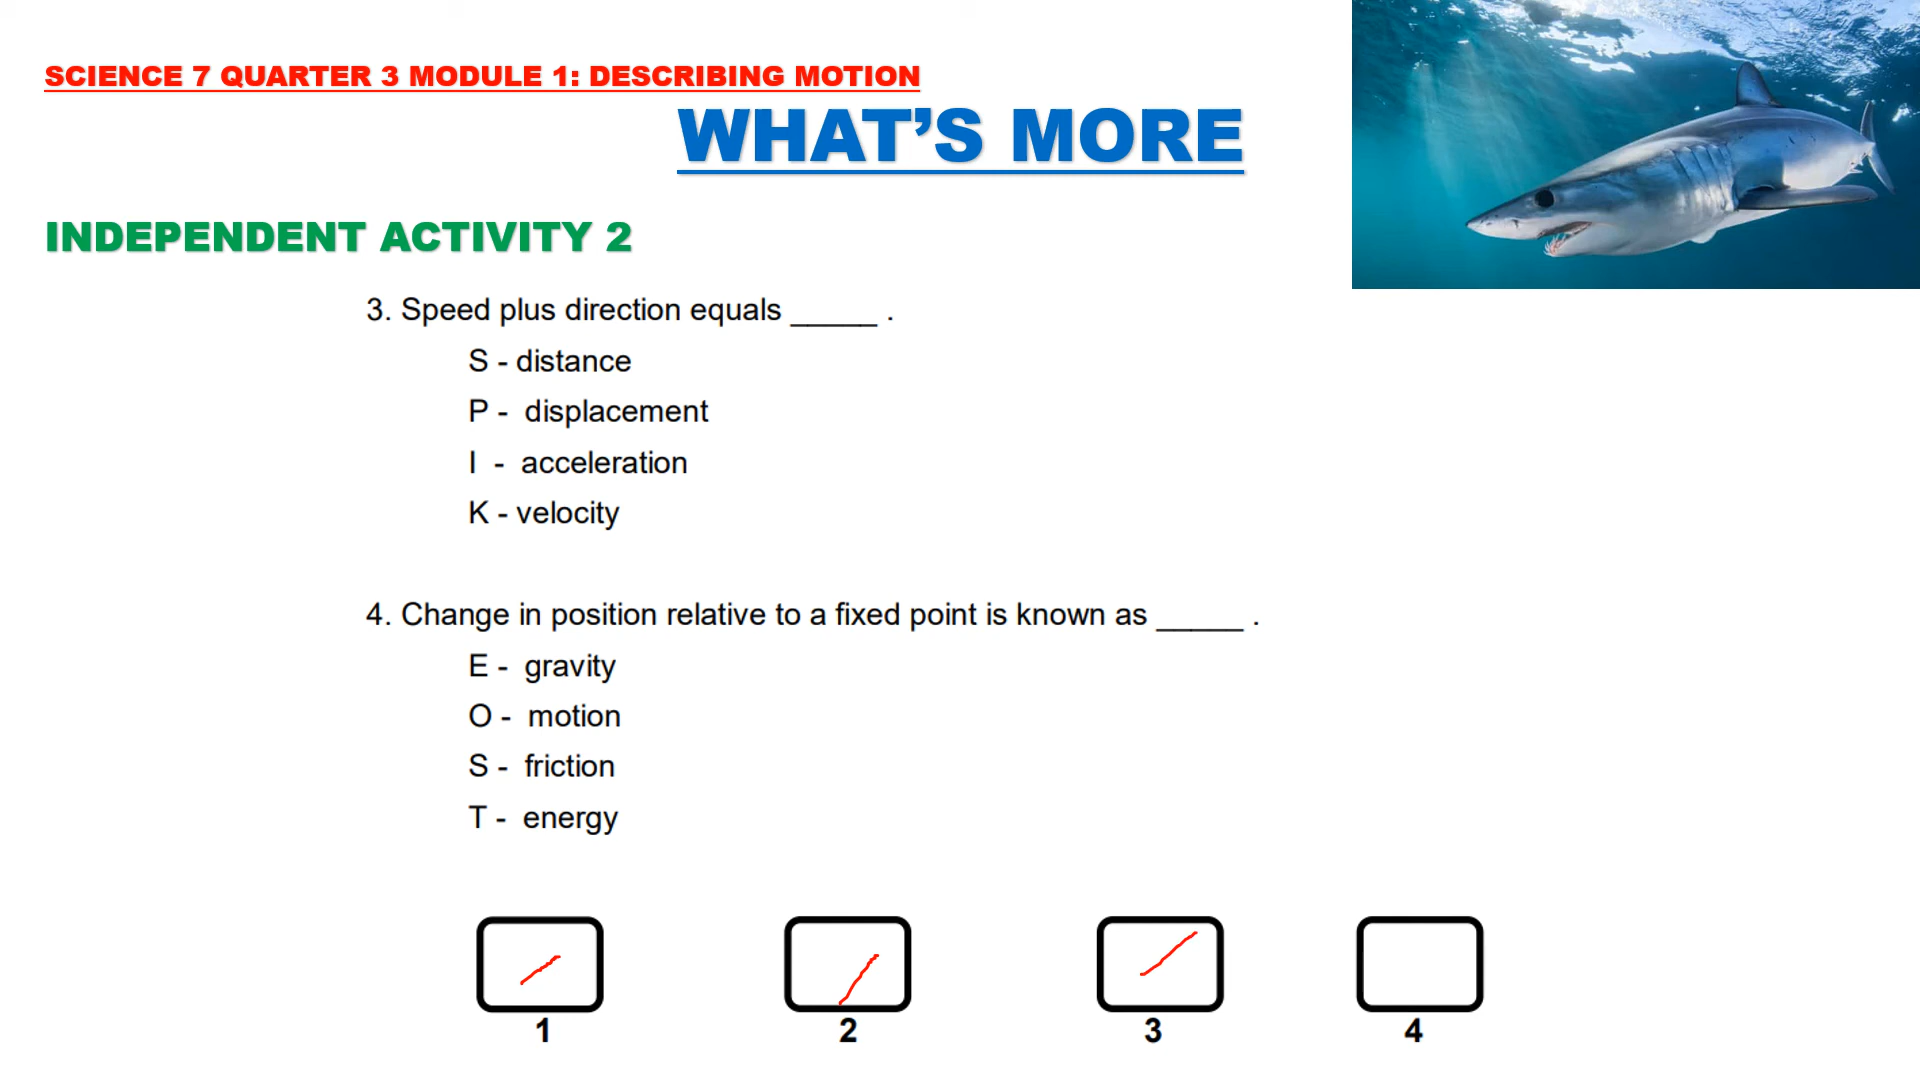 SCIENCE 7 QUARTER 3 MODULE 1: DESCRIBING MOTION
WHAT’S MORE
INDEPENDENT ACTIVITY 2
3. Speed plus direction equals _____ .
S - distance
P - displacement
I - acceleration
K - velocity
4. Change in position relative to a fixed point is known as _____ .
E - gravity
O - motion
S - friction
T - energy
1 2 3 4